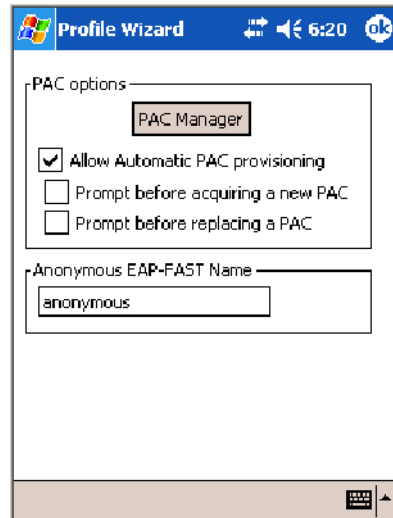 Profile Wizard 6:20 ok
PAC options
PAC Manager
Allow Automatic PAC provisioning
Prompt before acquiring a new PAC
Prompt before replacing a PAC
Anonymous EAP-FAST Name
anonymous